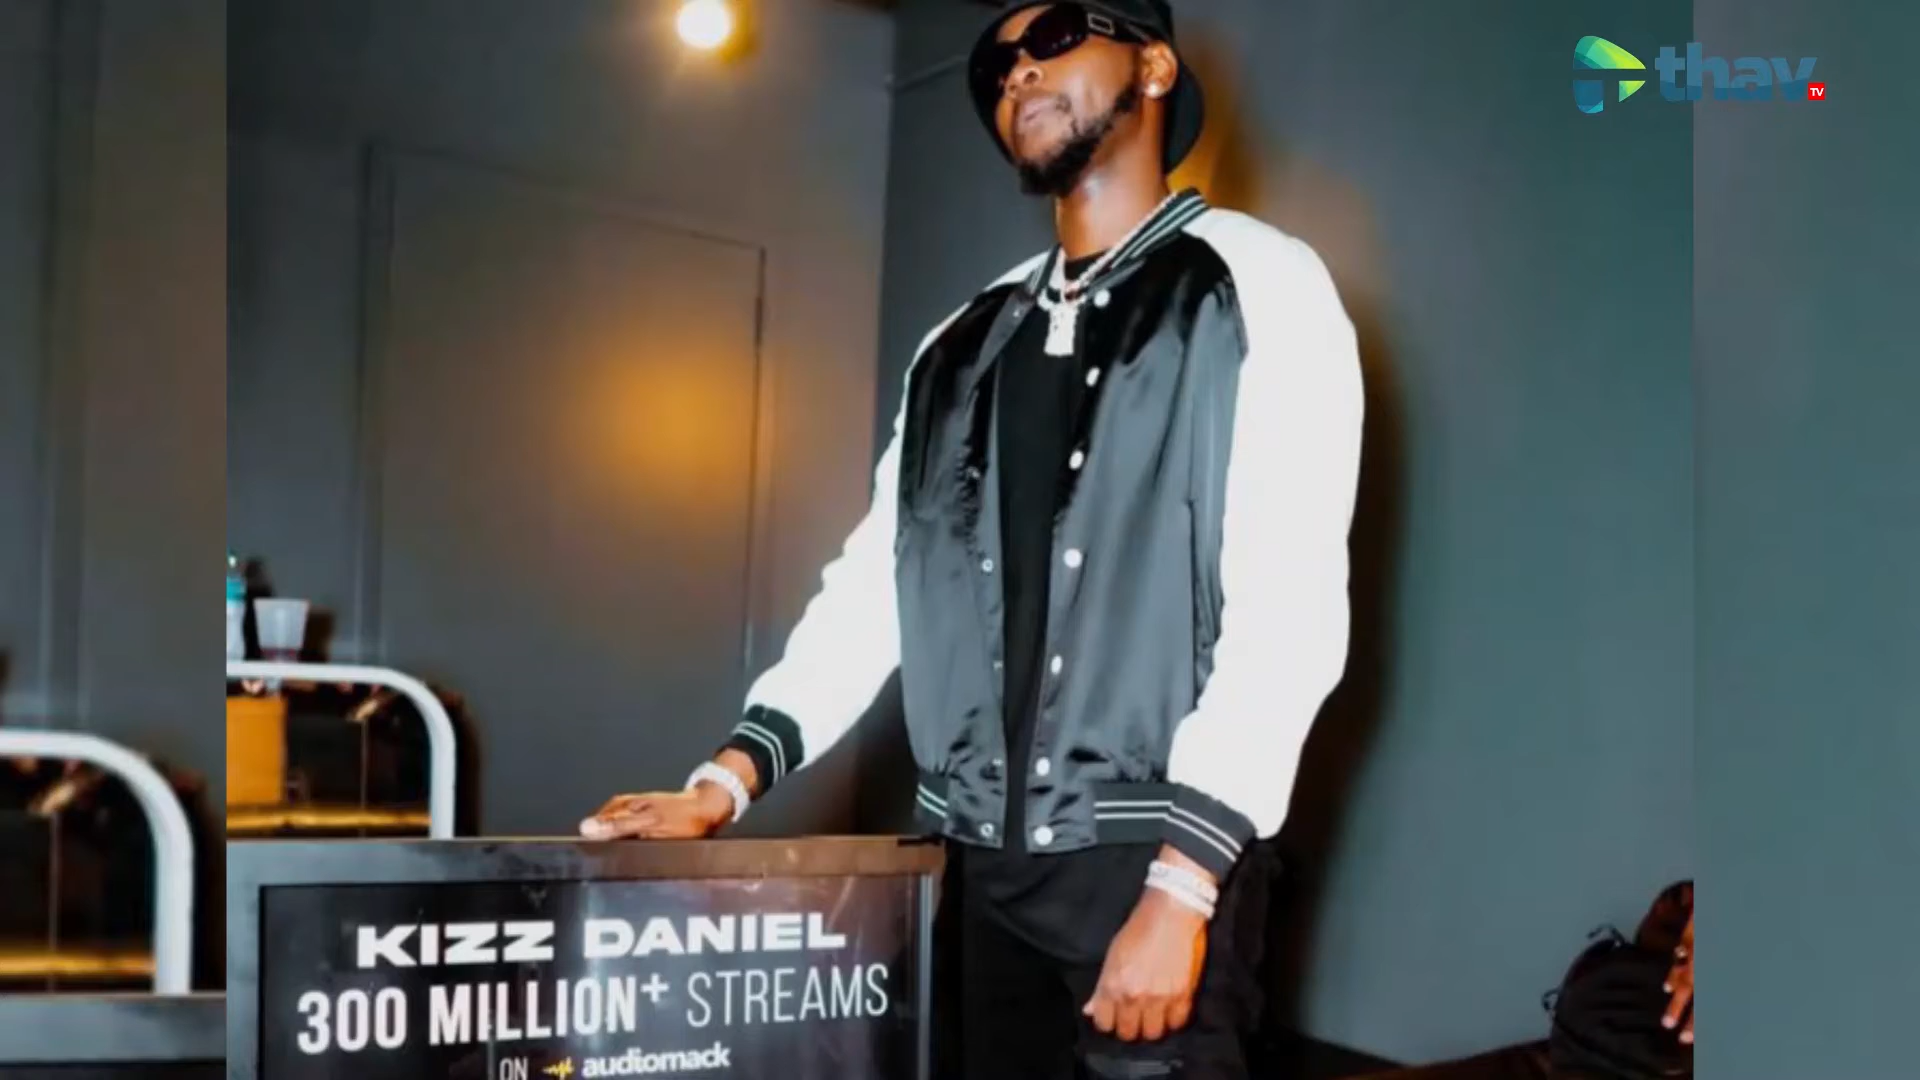 thav
TV
KIZZ DANIEL
300 MILLION+ STREAMS
ON audiomack